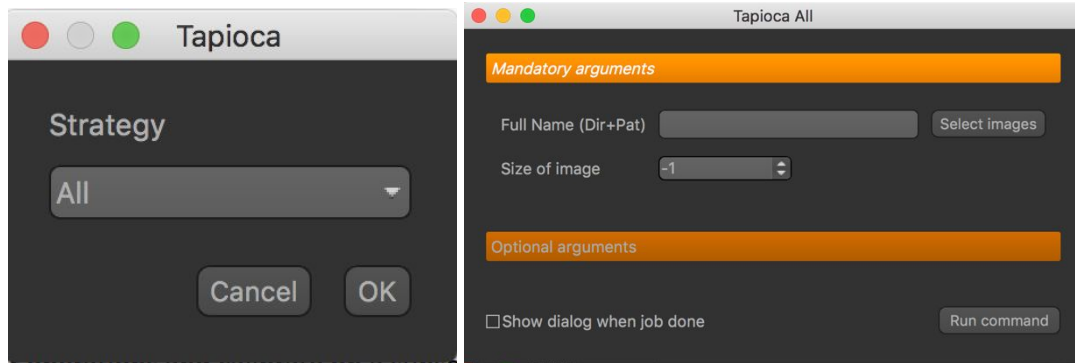 Tapioca
Strategy
All
Cancel OK
Tapioca All
Mandatory arguments
Full Name (Dir+Pat) Select images
Size of image -1
Optional arguments
Show dialog when job done Run command